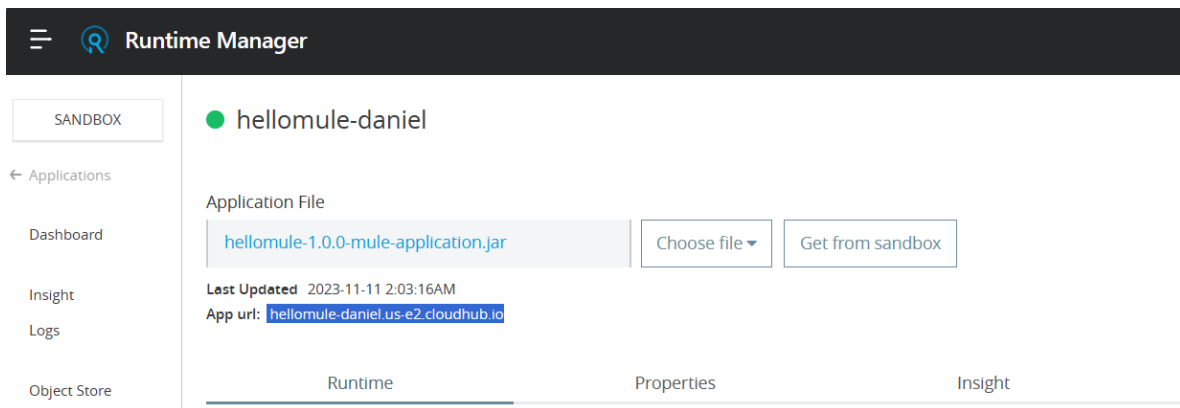 Runtime Manager
SANDBOX
hellomule-daniel
Applications
Application File
Dashboard
hellomule-1.0.0-mule-application.jar
Choose file
Get from sandbox
Insight
Last Updated 2023-11-11 2:03:16AM
App url: hellomule-daniel.us-e2.cloudhub.io
Logs
Object Store
Runtime
Properties
Insight